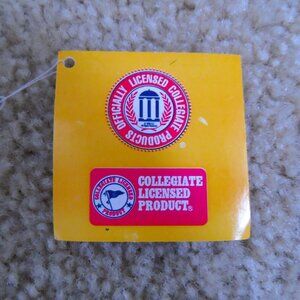 OFFICIALLY LICENSED COLLEGIATE PRODUCTS
COLLEGIATE
LICENSED
PRODUCT®